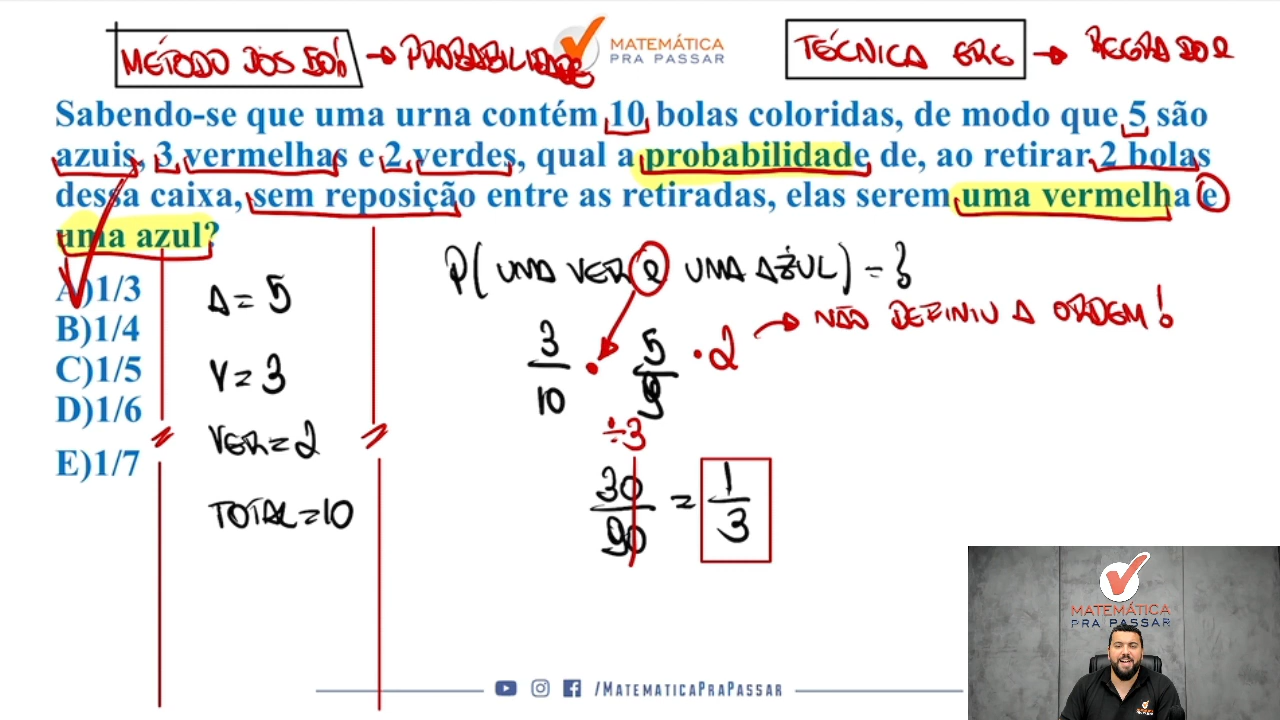 MÉTODO DOS 50% → PROBABILIDADE
MATEMÁTICA
PRA PASSAR
TÉCNICA → REGRA DO E
Sabendo-se que uma urna contém 10 bolas coloridas, de modo que 5 são
azuis, 3 vermelhas e 2 verdes, qual a probabilidade de, ao retirar 2 bolas
dessa caixa, sem reposição entre as retiradas, elas serem uma vermelha e
uma azul?
A)1/3
B)1/4
C)1/5
D)1/6
E)1/7
A = 5
V = 3
VER = 2
TOTAL = 10
P( UMA VER E UMA AZUL) =
3/10 · 5/9 · 2 → NÃO DEFINIU A ORDEM!
÷3
30/90 = 1/3
MATEMÁTICA
PRA PASSAR
/MATEMATICAPRAPASSAR